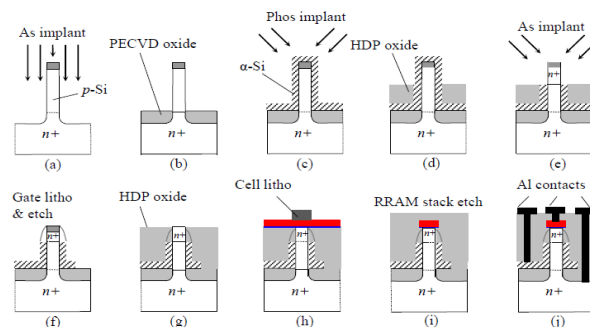 As implant
PECVD oxide
p-Si
n+
(a)
n+
(b)
Phos implant
α-Si
n+
(c)
HDP oxide
n+
(d)
As implant
n+
n+
(e)
Gate litho
& etch
n+
n+
(f)
HDP oxide
n+
n+
(g)
Cell litho
n+
n+
(h)
RRAM stack etch
n+
n+
(i)
Al contacts
n+
n+
(j)